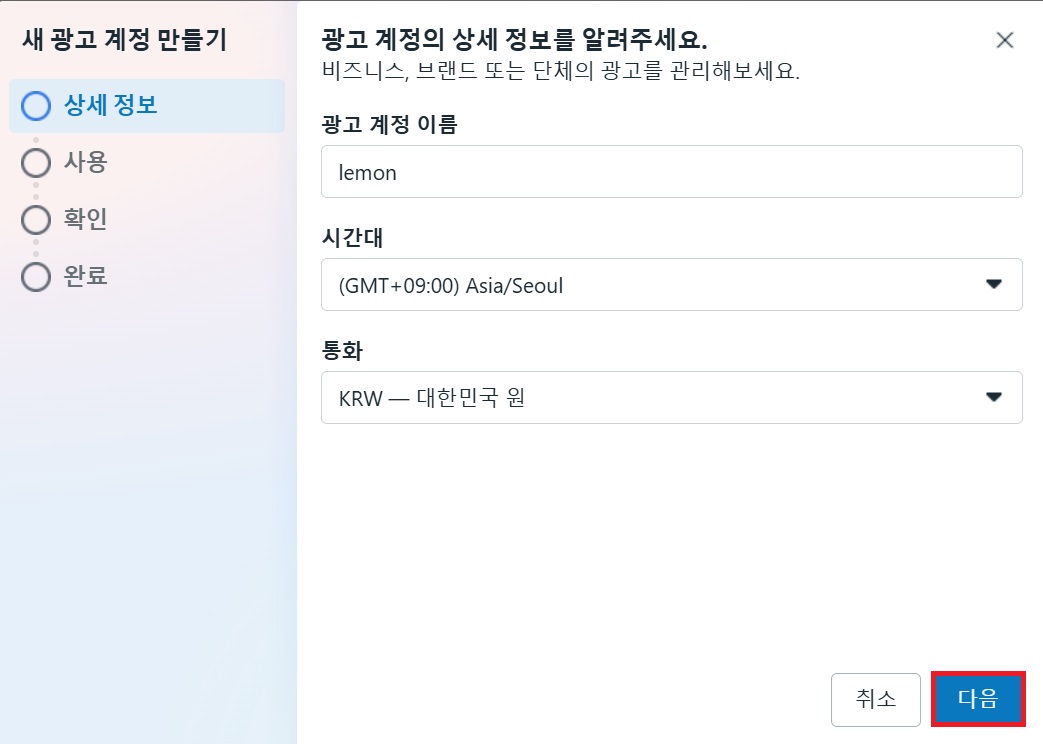 새 광고 계정 만들기
상세 정보
사용
확인
완료
광고 계정의 상세 정보를 알려주세요.
비즈니스, 브랜드 또는 단체의 광고를 관리해보세요.
광고 계정 이름
lemon
시간대
(GMT+09:00) Asia/Seoul
통화
KRW — 대한민국 원
취소
다음